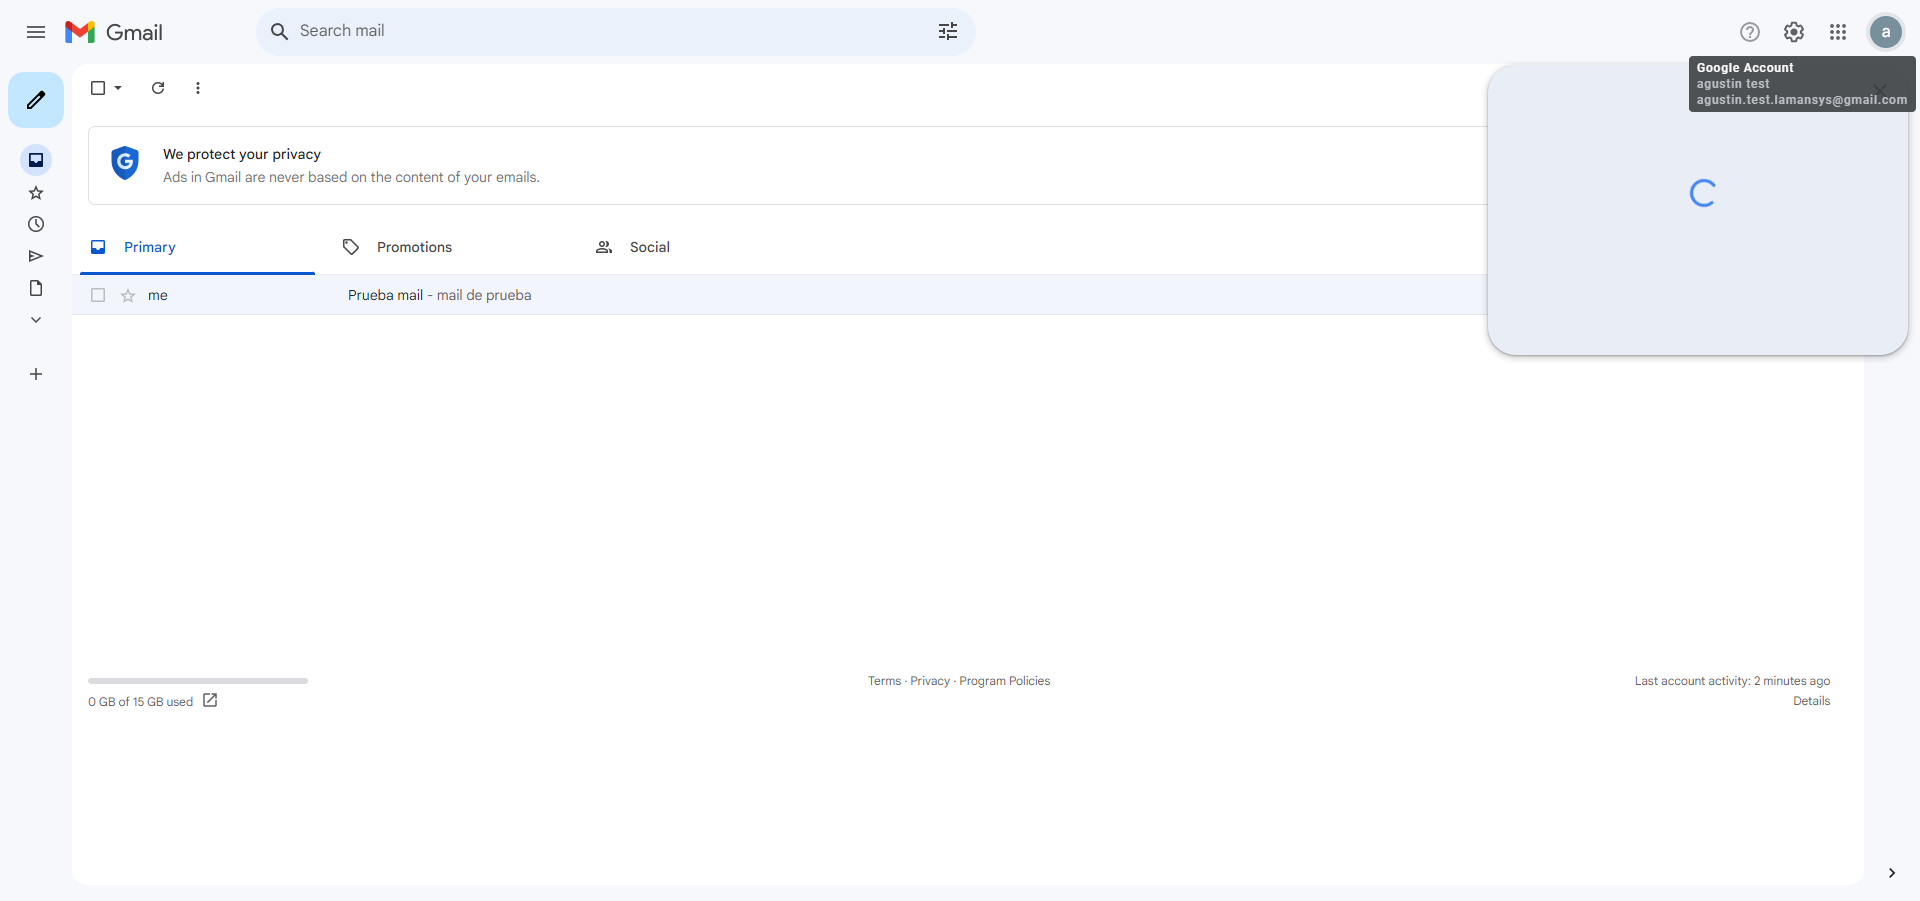 Gmail
Search mail
a
Google Account
agustin test
agustin.test.lamansys@gmail.com
We protect your privacy
Ads in Gmail are never based on the content of your emails.
Primary
Promotions
Social
me
Prueba mail - mail de prueba
0 GB of 15 GB used
Terms · Privacy · Program Policies
Last account activity: 2 minutes ago
Details